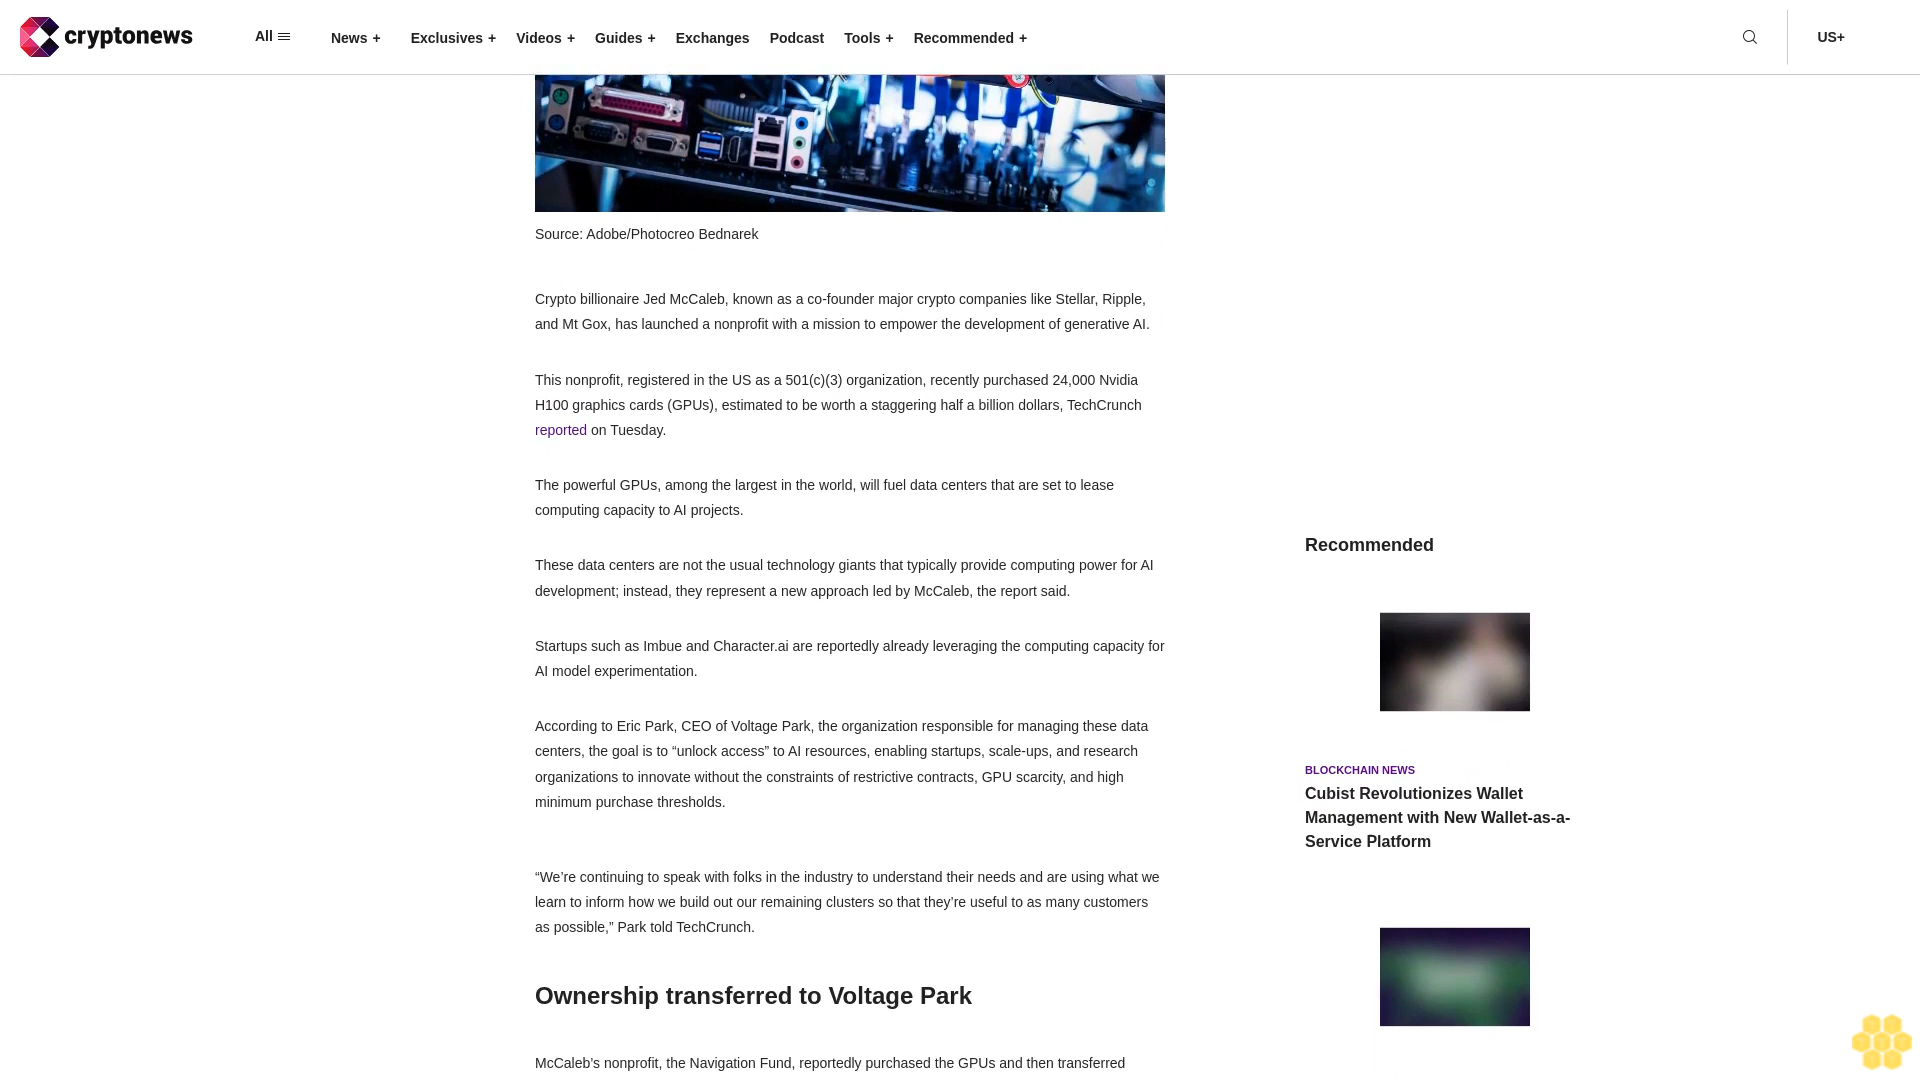 cryptonews
All
News +
Exclusives +
Videos +
Guides +
Exchanges
Podcast
Tools +
Recommended +
US+
Source: Adobe/Photocreo Bednarek
Crypto billionaire Jed McCaleb, known as a co-founder major crypto companies like Stellar, Ripple,
and Mt Gox, has launched a nonprofit with a mission to empower the development of generative AI.
This nonprofit, registered in the US as a 501(c)(3) organization, recently purchased 24,000 Nvidia
H100 graphics cards (GPUs), estimated to be worth a staggering half a billion dollars, TechCrunch
reported on Tuesday.
The powerful GPUs, among the largest in the world, will fuel data centers that are set to lease
computing capacity to AI projects.
These data centers are not the usual technology giants that typically provide computing power for AI
development; instead, they represent a new approach led by McCaleb, the report said.
Startups such as Imbue and Character.ai are reportedly already leveraging the computing capacity for
AI model experimentation.
According to Eric Park, CEO of Voltage Park, the organization responsible for managing these data
centers, the goal is to “unlock access” to AI resources, enabling startups, scale-ups, and research
organizations to innovate without the constraints of restrictive contracts, GPU scarcity, and high
minimum purchase thresholds.
“We’re continuing to speak with folks in the industry to understand their needs and are using what we
learn to inform how we build out our remaining clusters so that they’re useful to as many customers
as possible,” Park told TechCrunch.
Ownership transferred to Voltage Park
McCaleb’s nonprofit, the Navigation Fund, reportedly purchased the GPUs and then transferred
Recommended
BLOCKCHAIN NEWS
Cubist Revolutionizes Wallet
Management with New Wallet-as-a-
Service Platform